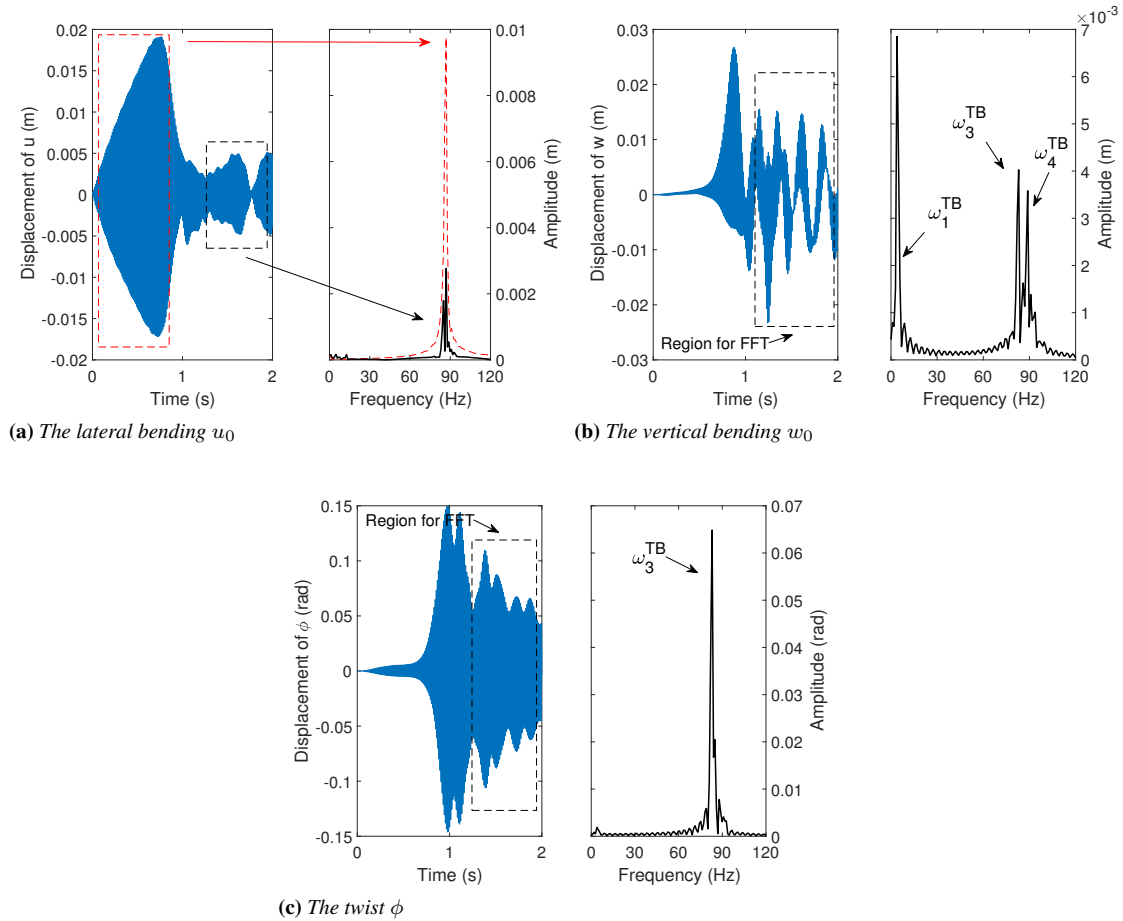 0.02
0.015
0.01
0.005
0
-0.005
-0.01
-0.015
-0.02
Displacement of u (m)
0 1 2
Time (s)
0.01
0.008
0.006
0.004
0.002
0
Amplitude (m)
0 30 60 90 120
Frequency (Hz)
(a) The lateral bending u₀
0.03
0.02
0.01
0
-0.01
-0.02
-0.03
Displacement of w (m)
Region for FFT
0 1 2
Time (s)
×10⁻³
7
6
5
4
3
2
1
0
Amplitude (m)
ω₁ᵀᴮ
ω₃ᵀᴮ
ω₄ᵀᴮ
0 30 60 90 120
Frequency (Hz)
(b) The vertical bending w₀
0.15
0.1
0.05
0
-0.05
-0.1
-0.15
Displacement of ϕ (rad)
Region for FFT
0 1 2
Time (s)
0.07
0.06
0.05
0.04
0.03
0.02
0.01
0
Amplitude (rad)
ω₃ᵀᴮ
0 30 60 90 120
Frequency (Hz)
(c) The twist ϕ